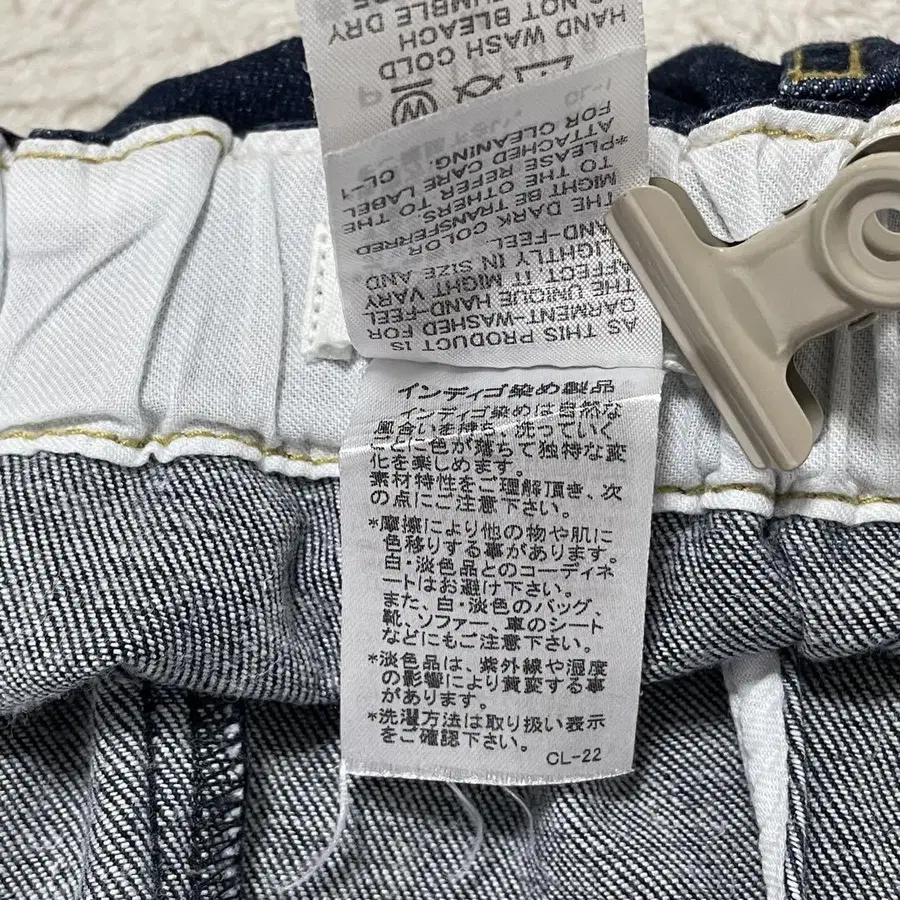 HAND WASH COLD
NOT BLEACH
TUMBLE DRY
AS THIS PRODUCT IS
GARMENT-WASHED FOR
THE UNIQUE HAND-FEEL
AFFECT, IT MIGHT VARY
SLIGHTLY IN SIZE AND
HAND-FEEL.
THE DARK COLOR
MIGHT BE TRANSFERRED
TO THE OTHERS.
*PLEASE REFER TO THE
ATTACHED CARE LABEL
FOR CLEANING.
CL-1
インディゴ染め製品
インディゴ染めは自然な
風合いを持ち、洗っていく
ごとに色が落ちて独特な変
化を楽しめます。
素材特性をご理解頂き、次
の点にご注意下さい。
*摩擦により他の物や肌に
色移りする事があります。
白・淡色品とのコーディネ
ートはお避け下さい。
また、白・淡色のバッグ、
靴、ソファー、車のシート
などにもご注意下さい。
*淡色品は、紫外線や湿度
の影響により黄変する事
があります。
*洗濯方法は取り扱い表示
をご確認下さい。
CL-22